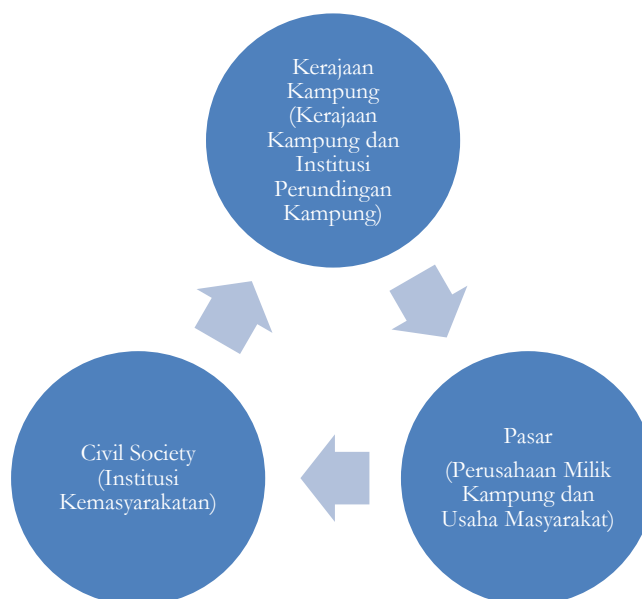 Kerajaan
Kampung
(Kerajaan
Kampung dan
Institusi
Perundingan
Kampung)
Civil Society
(Institusi
Kemasyarakatan)
Pasar
(Perusahaan Milik
Kampung dan
Usaha Masyarakat)